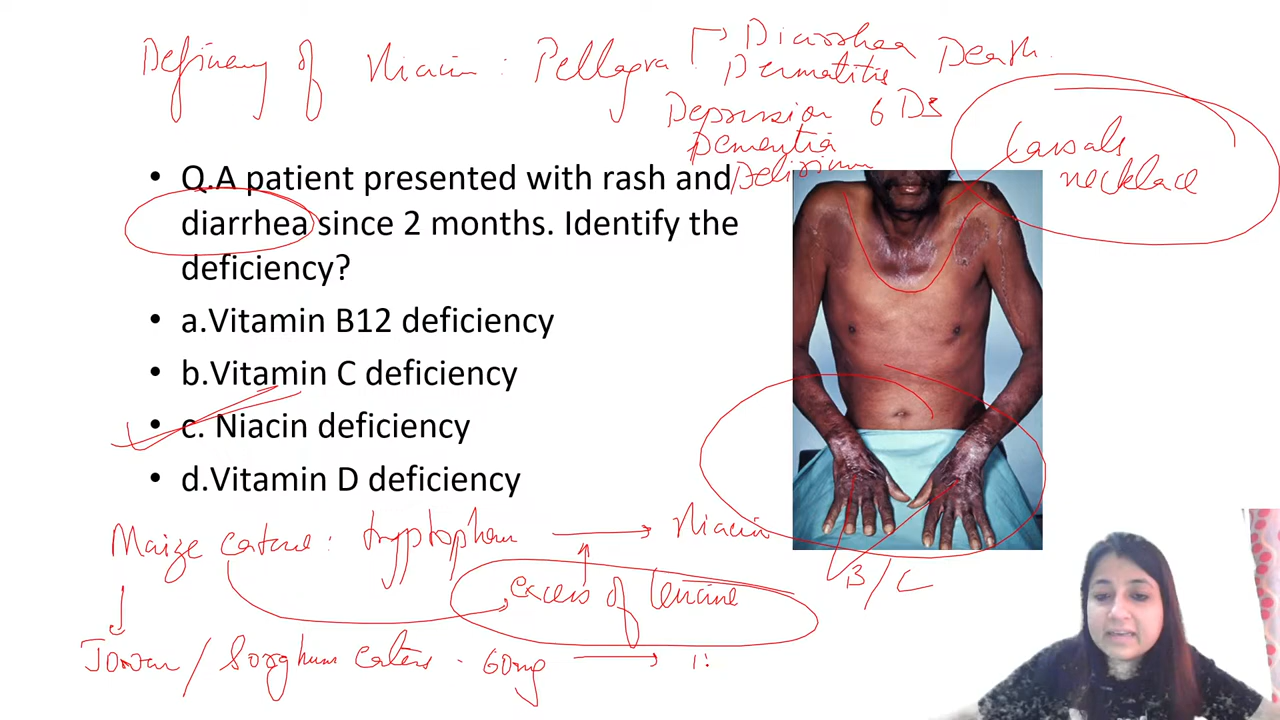 Deficiency of Niacin : Pellagra
Diarrhea
Dermatitis
Death.
Depression
6 Ds
Dementia
Delirium
Casals
necklace
• Q.A patient presented with rash and
diarrhea since 2 months. Identify the
deficiency?
• a.Vitamin B12 deficiency
• b.Vitamin C deficiency
• c. Niacin deficiency
• d.Vitamin D deficiency
Maize eaters : tryptophan → Niacin
excess of leucine
B/L
Jowar / Sorghum eaters - 60mg → 1: